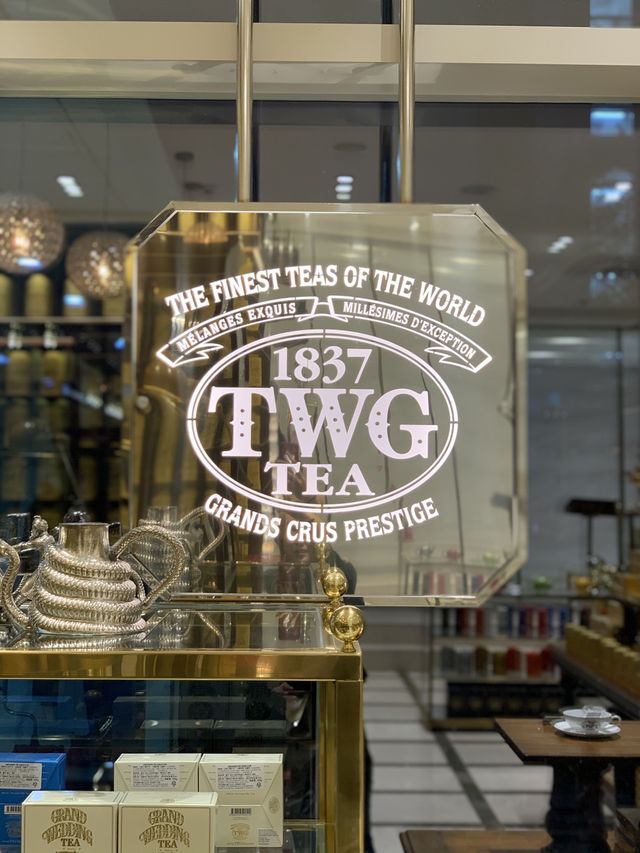 THE FINEST TEAS OF THE WORLD
MÉLANGES EXQUIS MILLÉSIMES D'EXCEPTION
1837
TWG
TEA
GRANDS CRUS PRESTIGE
GRAND
WEDDING
TEA
GRAND
WEDDING
TEA